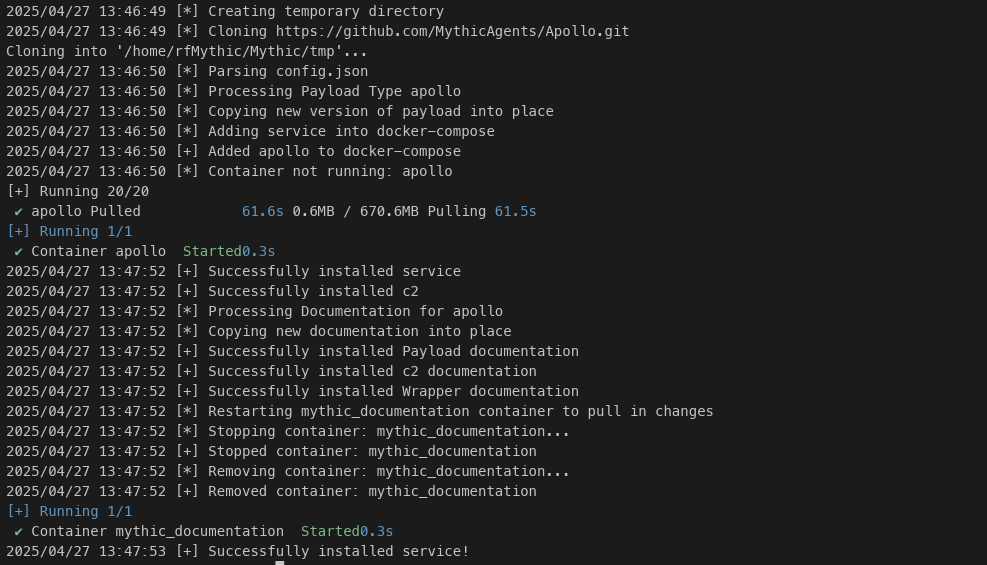 2025/04/27 13:46:49 [*] Creating temporary directory
2025/04/27 13:46:49 [*] Cloning https://github.com/MythicAgents/Apollo.git
Cloning into '/home/rfMythic/Mythic/tmp'...
2025/04/27 13:46:50 [*] Parsing config.json
2025/04/27 13:46:50 [*] Processing Payload Type apollo
2025/04/27 13:46:50 [*] Copying new version of payload into place
2025/04/27 13:46:50 [*] Adding service into docker-compose
2025/04/27 13:46:50 [+] Added apollo to docker-compose
2025/04/27 13:46:50 [*] Container not running: apollo
[+] Running 20/20
✔ apollo Pulled 61.6s 0.6MB / 670.6MB Pulling 61.5s
[+] Running 1/1
✔ Container apollo Started0.3s
2025/04/27 13:47:52 [+] Successfully installed service
2025/04/27 13:47:52 [+] Successfully installed c2
2025/04/27 13:47:52 [*] Processing Documentation for apollo
2025/04/27 13:47:52 [*] Copying new documentation into place
2025/04/27 13:47:52 [+] Successfully installed Payload documentation
2025/04/27 13:47:52 [+] Successfully installed c2 documentation
2025/04/27 13:47:52 [+] Successfully installed Wrapper documentation
2025/04/27 13:47:52 [*] Restarting mythic_documentation container to pull in changes
2025/04/27 13:47:52 [*] Stopping container: mythic_documentation...
2025/04/27 13:47:52 [+] Stopped container: mythic_documentation
2025/04/27 13:47:52 [*] Removing container: mythic_documentation...
2025/04/27 13:47:52 [+] Removed container: mythic_documentation
[+] Running 1/1
✔ Container mythic_documentation Started0.3s
2025/04/27 13:47:53 [+] Successfully installed service!